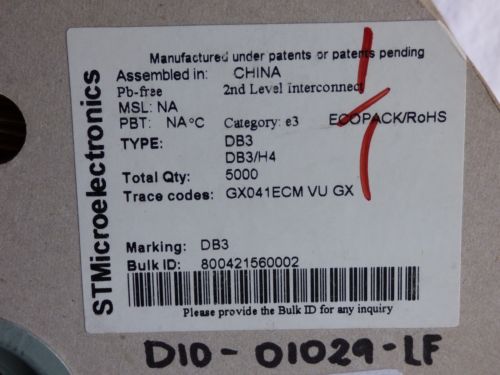 STMicroelectronics
Manufactured under patents or patents pending
Assembled in: CHINA
Pb-free 2nd Level Interconnect
MSL: NA
PBT: NA°C Category: e3 ECOPACK/RoHS
TYPE: DB3
DB3/H4
Total Qty: 5000
Trace codes: GX041ECM VU GX
Marking: DB3
Bulk ID: 800421560002
Please provide the Bulk ID for any inquiry
D10-01029-LF